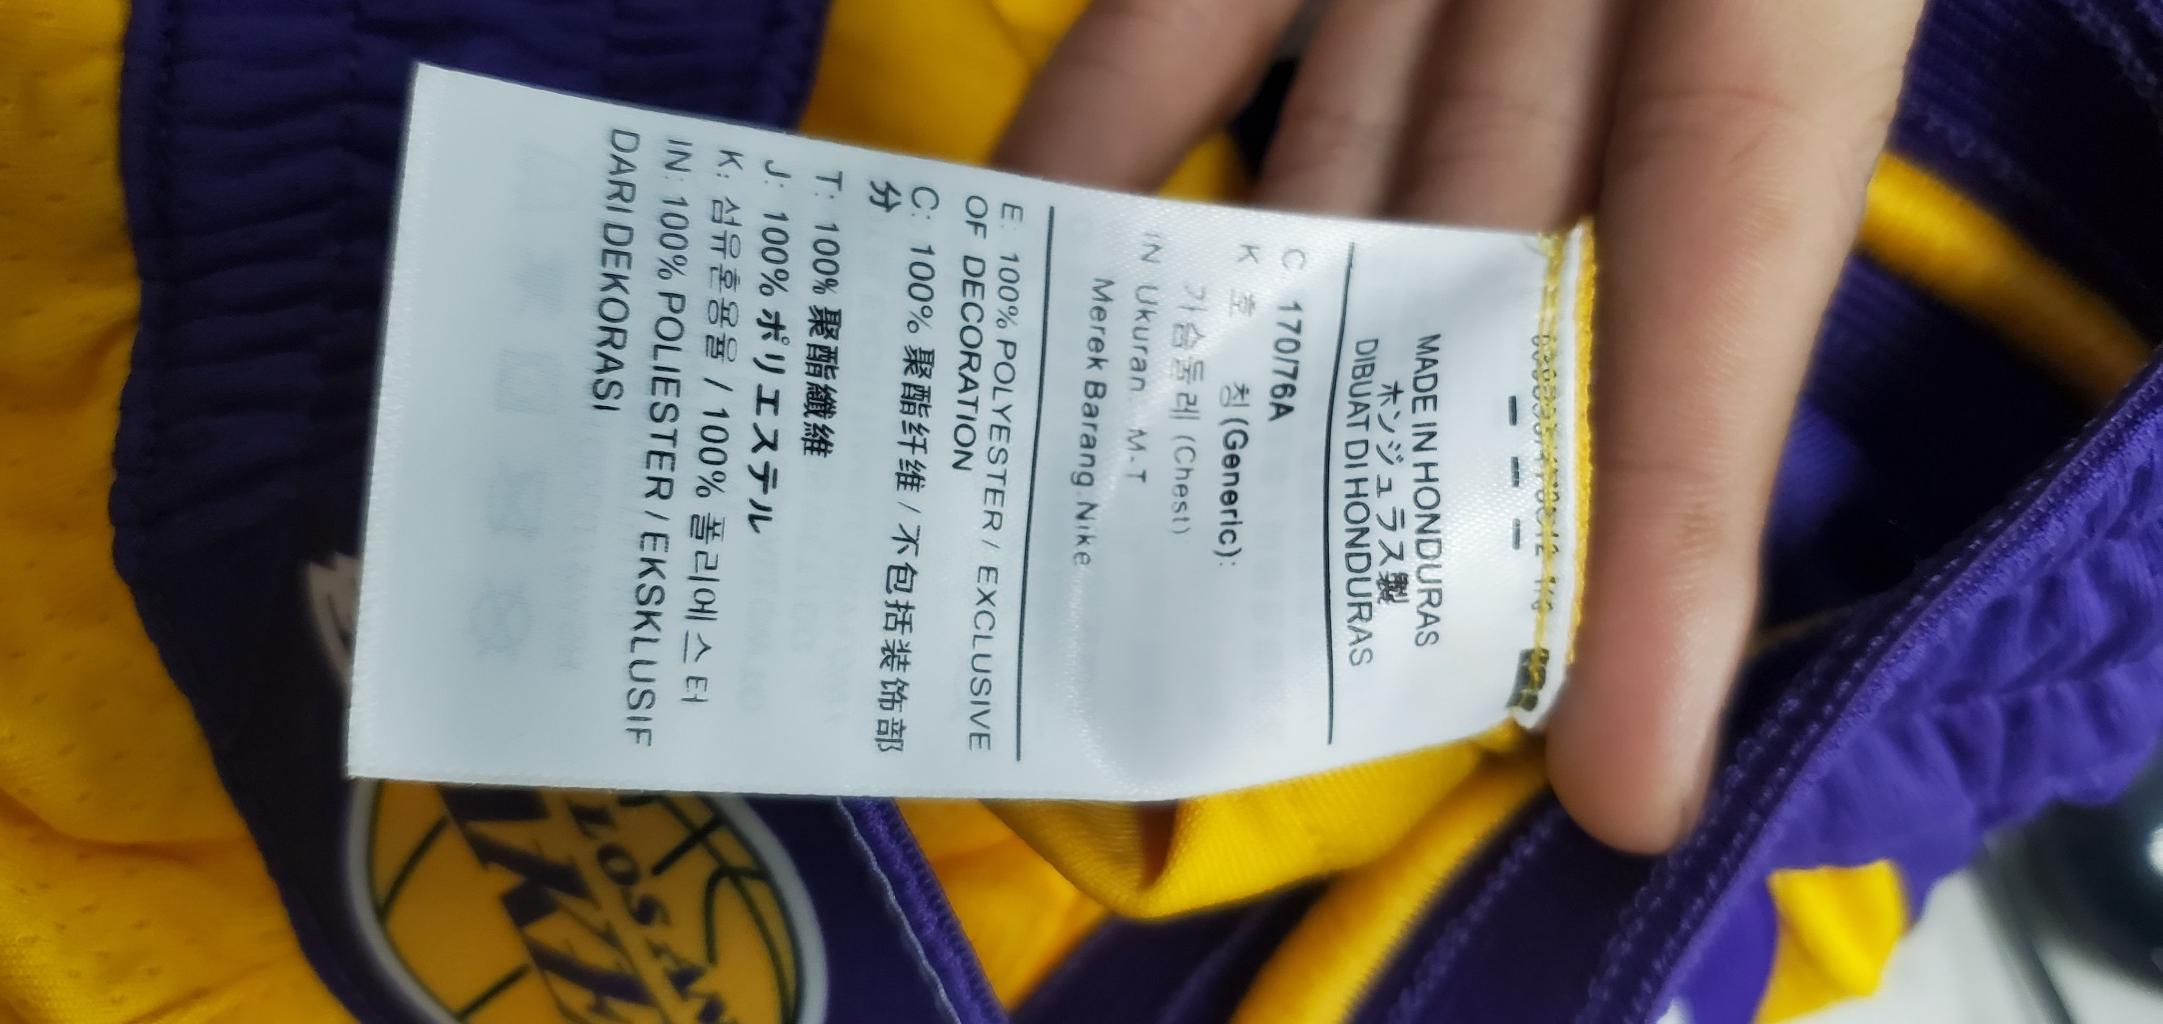 MADE IN HONDURAS
ホンジュラス製
DIBUAT DI HONDURAS
C 170/76A
K 호 칭(Generic):
가슴둘레 (Chest)
IN Ukuran. M-T
Merek Barang: Nike
E: 100% POLYESTER / EXCLUSIVE
OF DECORATION
C: 100% 聚酯纤维 / 不包括装饰部
分
T: 100% 聚酯纖維
J: 100% ポリエステル
K: 섬유혼용율 / 100% 폴리에스터
IN: 100% POLIESTER / EKSKLUSIF
DARI DEKORASI
LOS AN